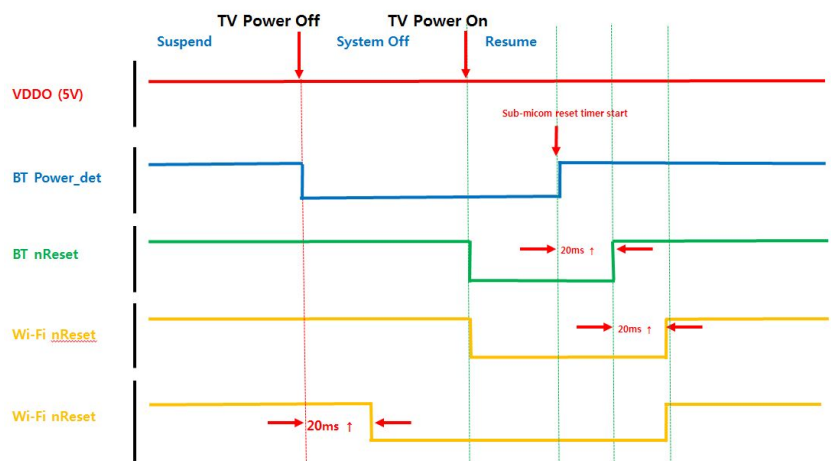 TV Power Off
TV Power On
Suspend
System Off
Resume
VDDO (5V)
Sub-micom reset timer start
BT Power_det
BT nReset
20ms ↑
Wi-Fi nReset
20ms ↑
Wi-Fi nReset
20ms ↑